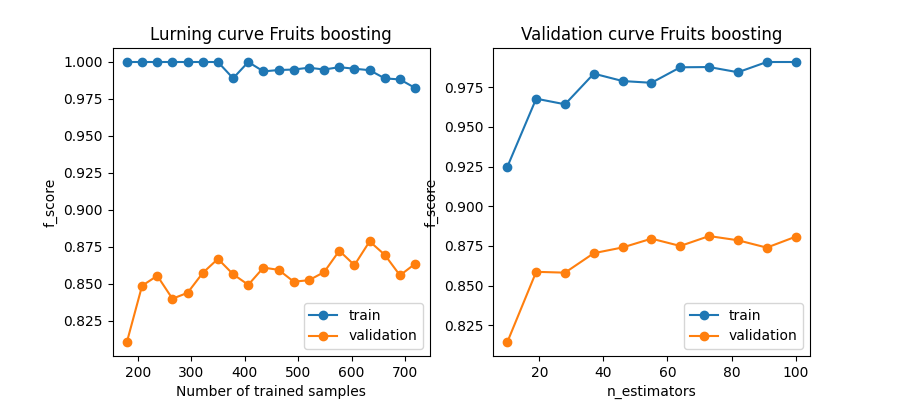 Lurning curve Fruits boosting
1.000
0.975
0.950
0.925
0.900
0.875
0.850
0.825
f_score
200
300
400
500
600
700
Number of trained samples
train
validation
Validation curve Fruits boosting
0.975
0.950
0.925
0.900
0.875
0.850
0.825
f_score
20
40
60
80
100
n_estimators
train
validation